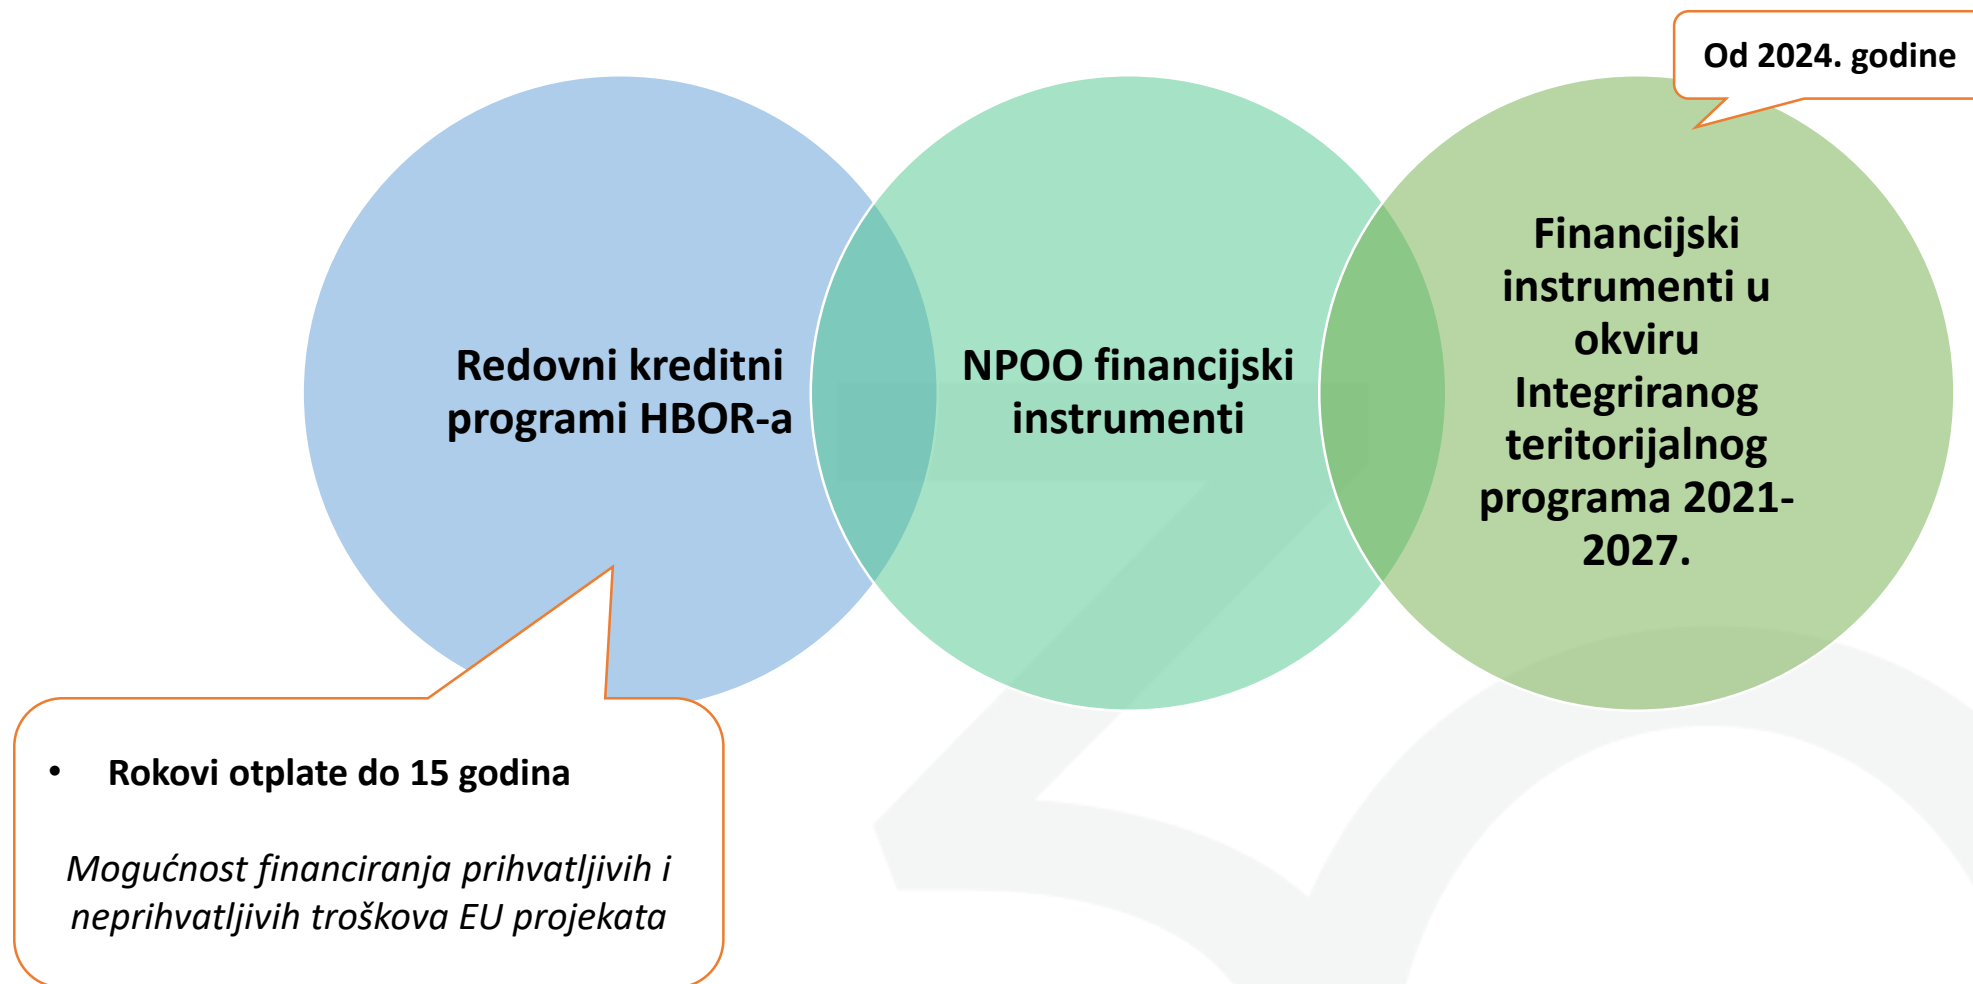 Od 2024. godine
Redovni kreditni
programi HBOR-a
NPOO financijski
instrumenti
Financijski
instrumenti u
okviru
Integriranog
teritorijalnog
programa 2021-
2027.
• Rokovi otplate do 15 godina
Mogućnost financiranja prihvatljivih i
neprihvatljivih troškova EU projekata